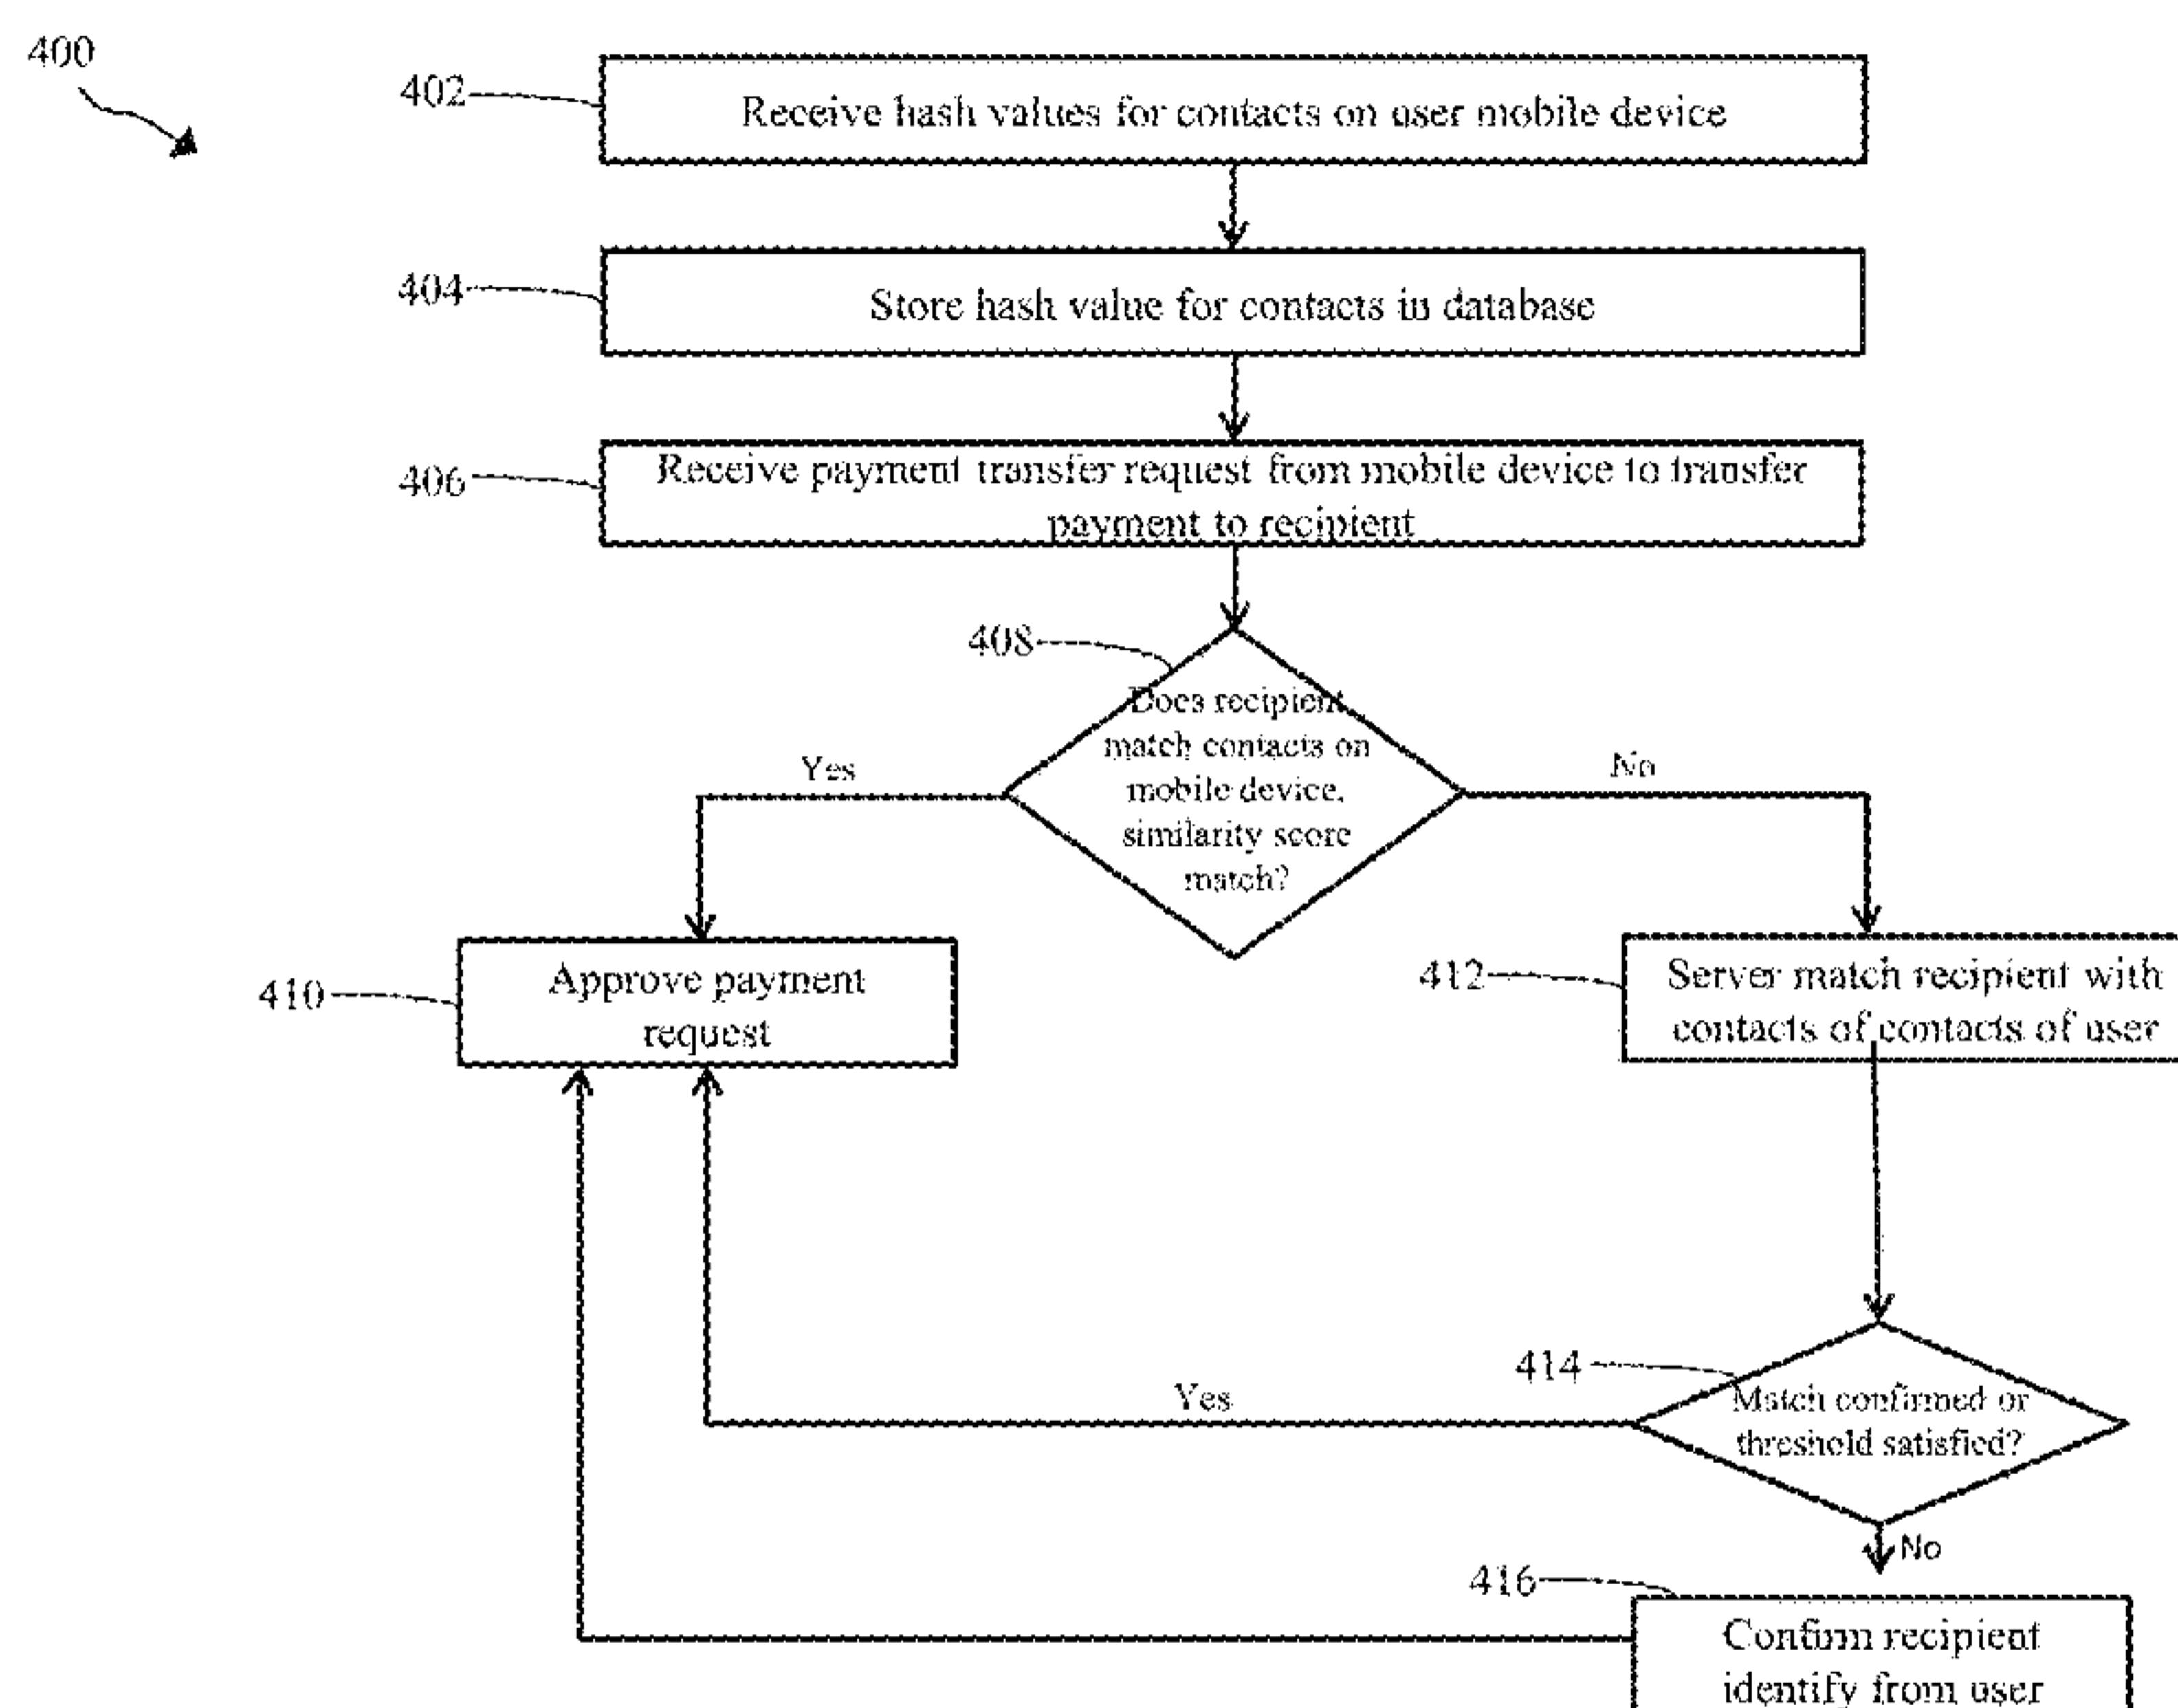 400
402
Receive hash values for contacts on user mobile device
404
Store hash value for contacts in database
406
Receive payment transfer request from mobile device to transfer
payment to recipient
408
Does recipient
match contacts on
mobile device,
similarity score
match?
Yes
No
410
Approve payment
request
412
Server match recipient with
contacts of contacts of user
414
Match confirmed or
threshold satisfied?
Yes
No
416
Confirm recipient
identify from user